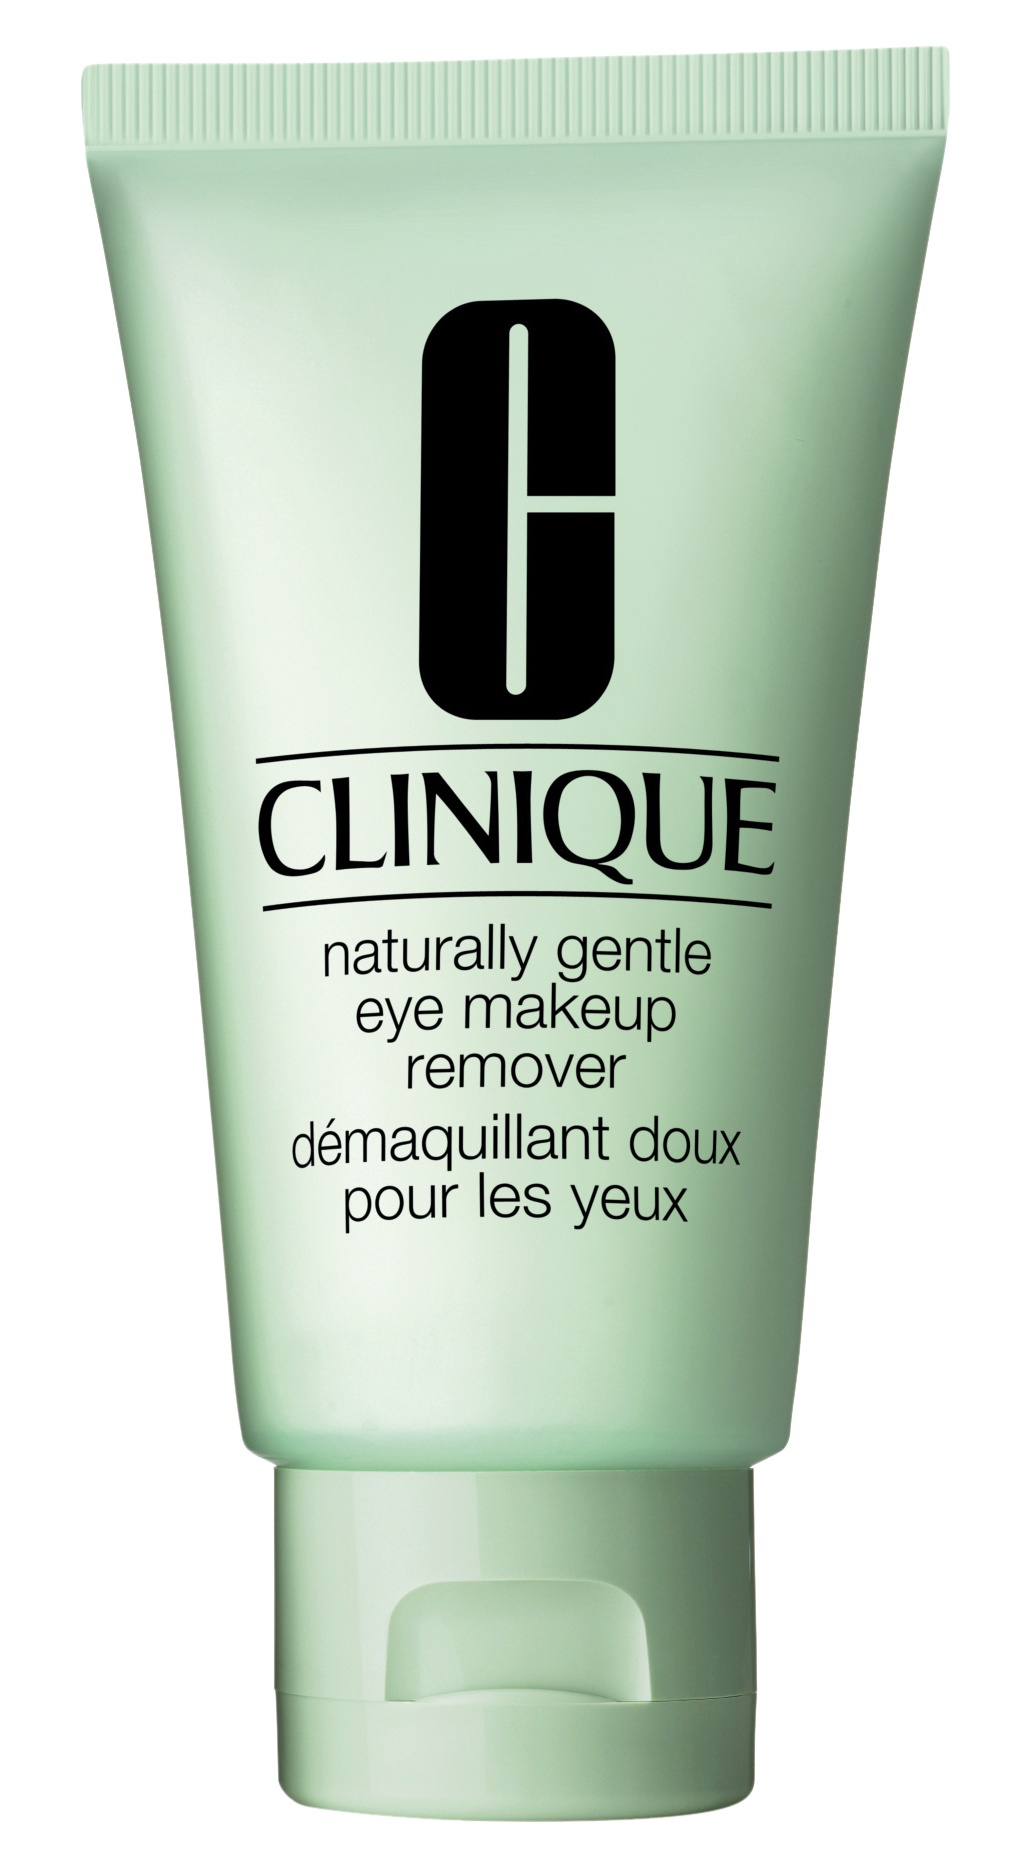 C
CLINIQUE
naturally gentle
eye makeup
remover
démaquillant doux
pour les yeux